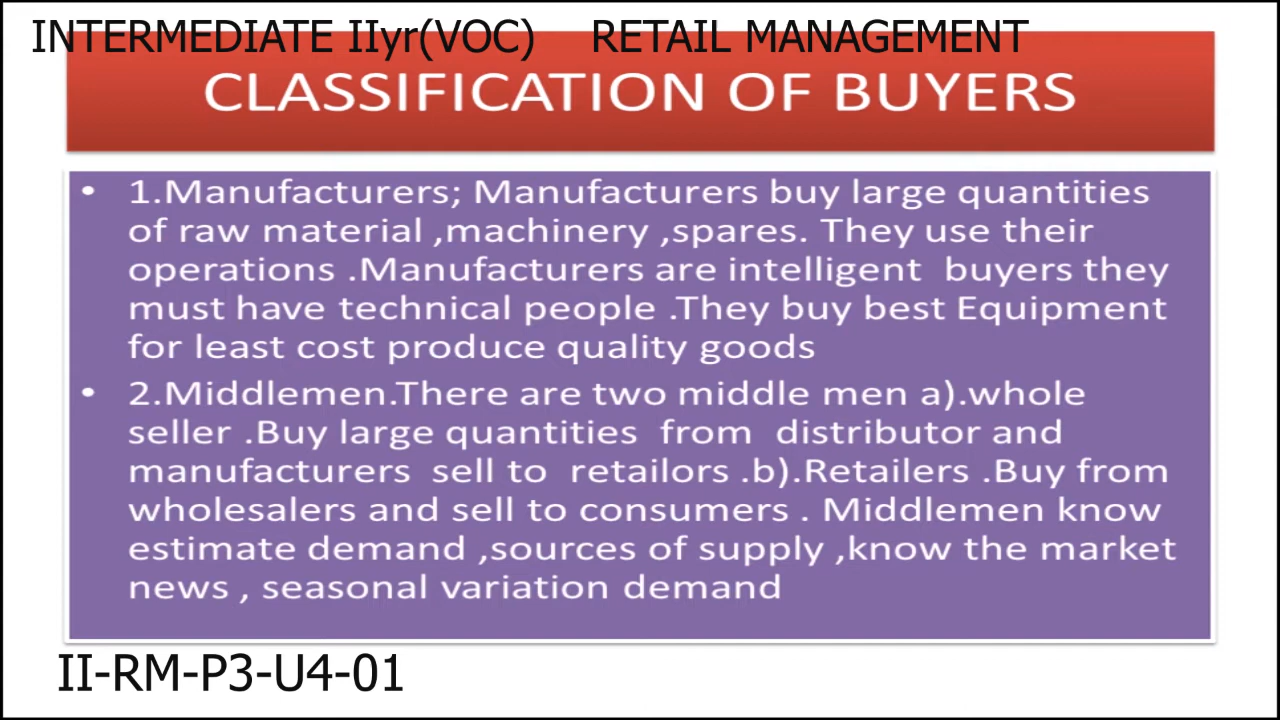 INTERMEDIATE IIyr(VOC) RETAIL MANAGEMENT
CLASSIFICATION OF BUYERS
• 1.Manufacturers; Manufacturers buy large quantities
of raw material ,machinery ,spares. They use their
operations .Manufacturers are intelligent buyers they
must have technical people .They buy best Equipment
for least cost produce quality goods
• 2.Middlemen.There are two middle men a).whole
seller .Buy large quantities from distributor and
manufacturers sell to retailors .b).Retailers .Buy from
wholesalers and sell to consumers . Middlemen know
estimate demand ,sources of supply ,know the market
news , seasonal variation demand
II-RM-P3-U4-01